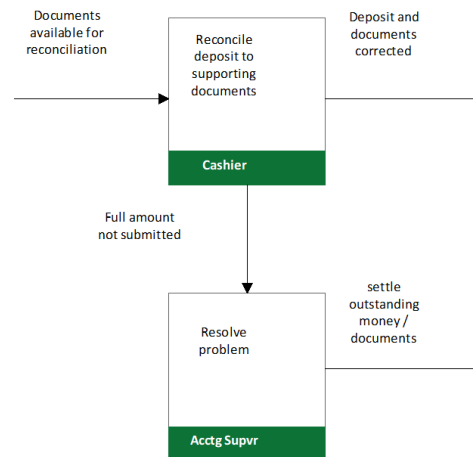 Documents
available for
reconciliation
Reconcile
deposit to
supporting
documents
Cashier
Deposit and
documents
corrected
Full amount
not submitted
Resolve
problem
Acctg Supvr
settle
outstanding
money /
documents